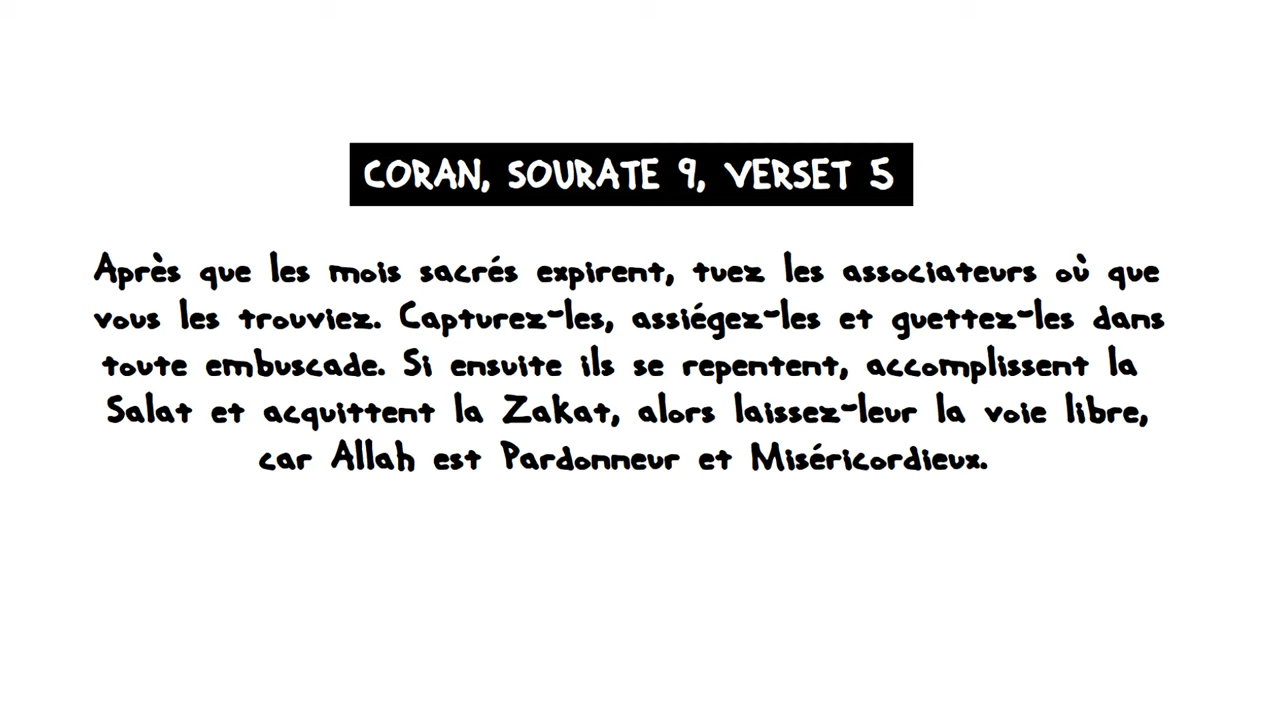 CORAN, SOURATE 9, VERSET 5
Après que les mois sacrés expirent, tuez les associateurs où que
vous les trouviez. Capturez-les, assiégez-les et guettez-les dans
toute embuscade. Si ensuite ils se repentent, accomplissent la
Salat et acquittent la Zakat, alors laissez-leur la voie libre,
car Allah est Pardonneur et Miséricordieux.